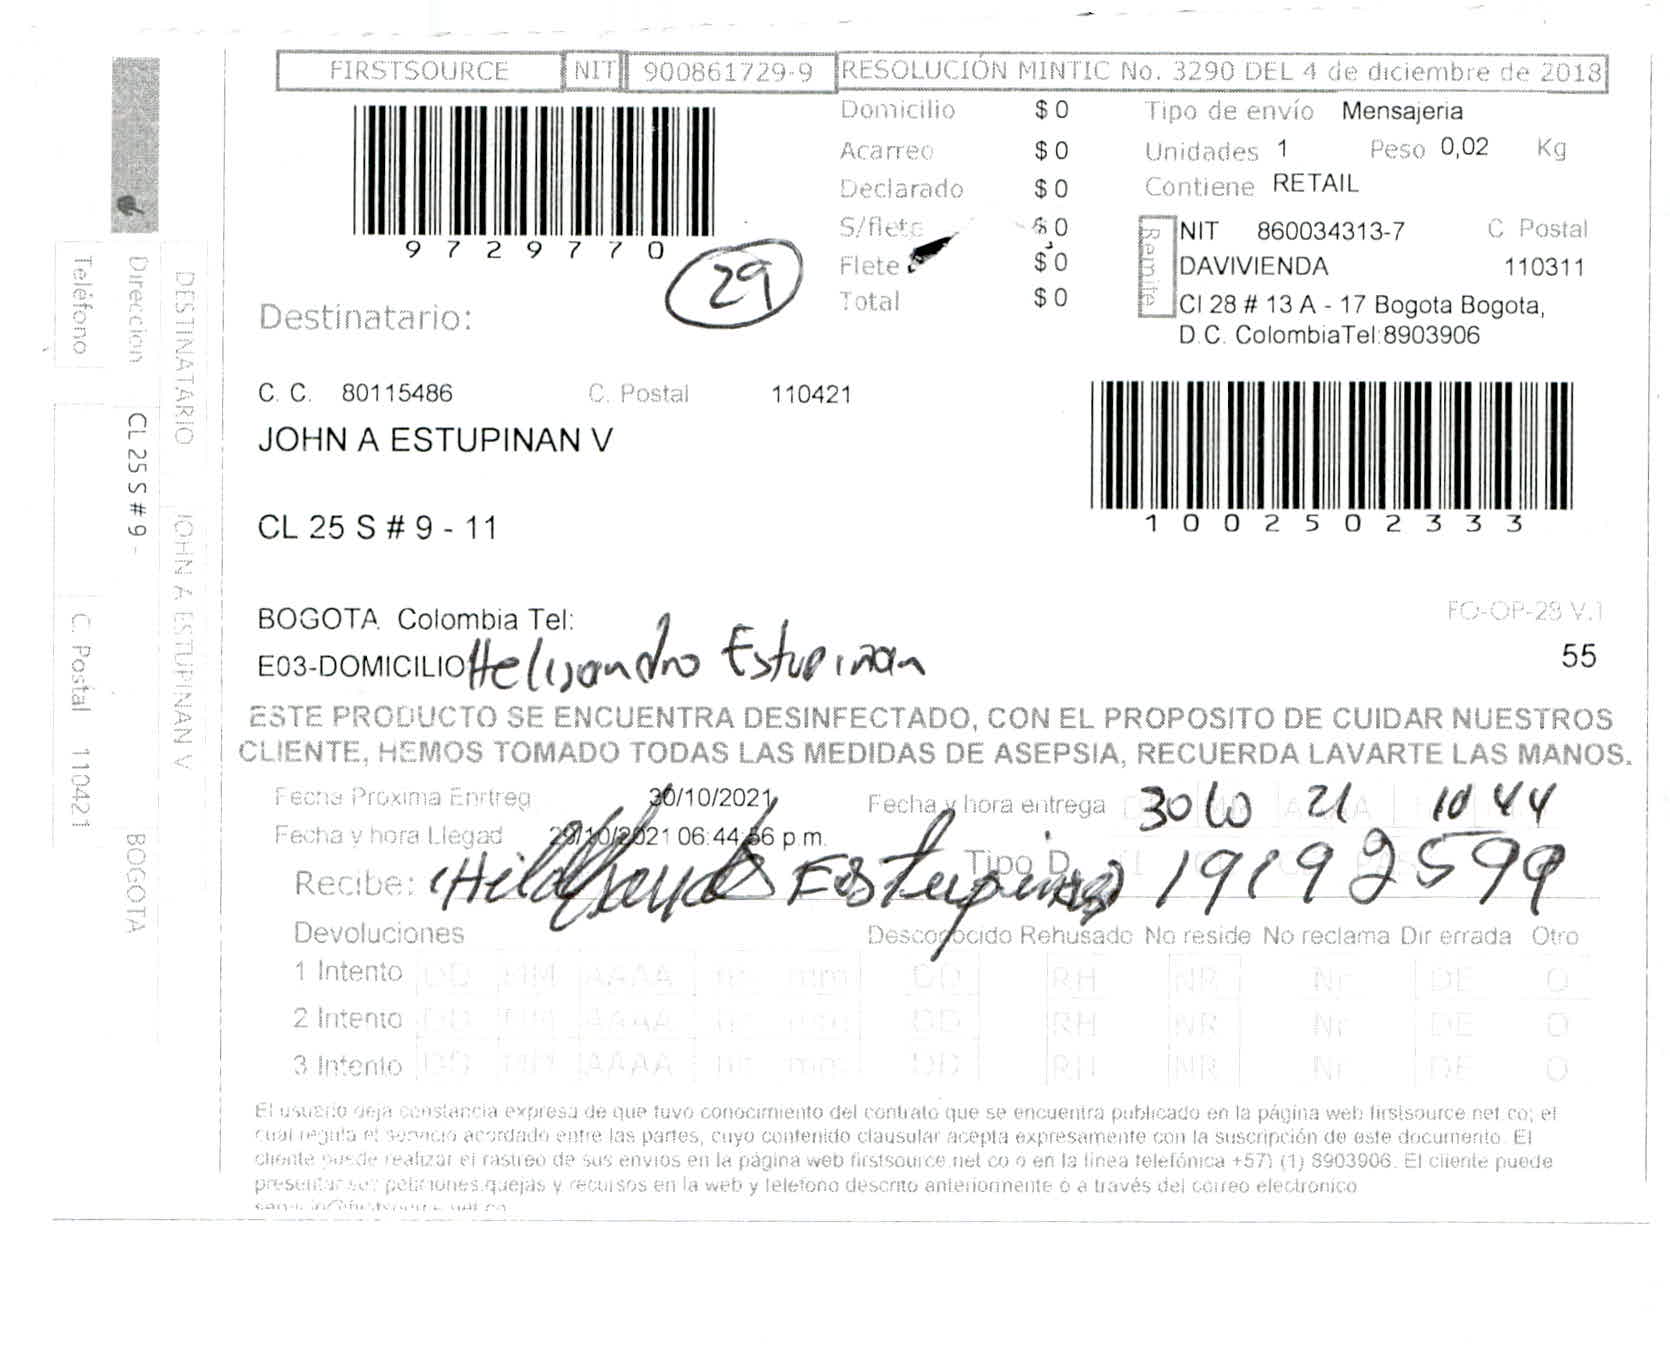 FIRSTSOURCE NIT 900861729-9 RESOLUCIÓN MINTIC No. 3290 DEL 4 de diciembre de 2018
9729770
29
Domicilio $ 0
Acarreo $ 0
Declarado $ 0
S/flete $ 0
Flete $ 0
Total $ 0
Tipo de envío Mensajeria
Unidades 1 Peso 0,02 Kg
Contiene RETAIL
Remite
NIT 860034313-7 C Postal
DAVIVIENDA 110311
Cl 28 # 13 A - 17 Bogota Bogota,
D.C. ColombiaTel:8903906
Destinatario:
C. C. 80115486 C. Postal 110421
JOHN A ESTUPINAN V
CL 25 S # 9 - 11
1002502333
BOGOTA Colombia Tel:
FO-OP-28 V.1
E03-DOMICILIO Estupiñan
55
ESTE PRODUCTO SE ENCUENTRA DESINFECTADO, CON EL PROPOSITO DE CUIDAR NUESTROS
CLIENTE, HEMOS TOMADO TODAS LAS MEDIDAS DE ASEPSIA, RECUERDA LAVARTE LAS MANOS.
Fecha Proxima Enrtreg 30/10/2021 Fecha y hora entrega 30 10 21 10 44
Fecha y hora Llegad 29/10/2021 06:44:56 p.m.
Tipo D
Recibe:
Devoluciones Desconocido Rehusado No reside No reclama Dir errada Otro
1 Intento DD MM AAAA hh mm DD RH NR Nr DE O
2 Intento DD MM AAAA hh mm DD RH NR Nr DE O
3 Intento DD MM AAAA hh mm DD RH NR Nr DE O
El usuario deja constancia expresa de que tuvo conocimiento del contrato que se encuentra publicado en la página web firstsource.net.co; el
cual regula el servicio acordado entre las partes, cuyo contenido clausular acepta expresamente con la suscripción de este documento. El
cliente puede realizar el rastreo de sus envios en la página web firstsource.net.co o en la linea telefónica +57) (1) 8903906. El cliente puede
presentar sus peticiones,quejas y recursos en la web y telefono descrito anteriormente o a través del correo electronico
DESTINATARIO JOHN A ESTUPINAN V
Direccion CL 25 S # 9 - BOGOTA
Teléfono C. Postal 110421